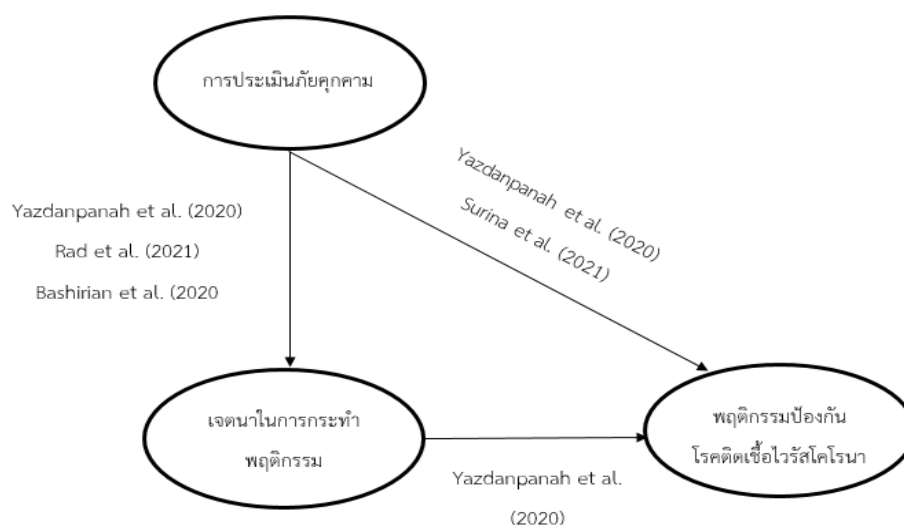 การประเมินภัยคุกคาม
Yazdanpanah et al. (2020)
Surina et al. (2021)
Yazdanpanah et al. (2020)
Rad et al. (2021)
Bashirian et al. (2020
เจตนาในการกระทำ
พฤติกรรม
พฤติกรรมป้องกัน
โรคติดเชื้อไวรัสโคโรนา
Yazdanpanah et al.
(2020)